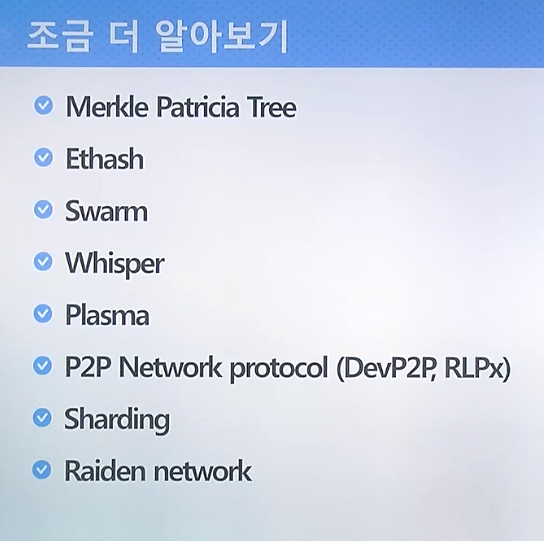 조금 더 알아보기
Merkle Patricia Tree
Ethash
Swarm
Whisper
Plasma
P2P Network protocol (DevP2P, RLPx)
Sharding
Raiden network